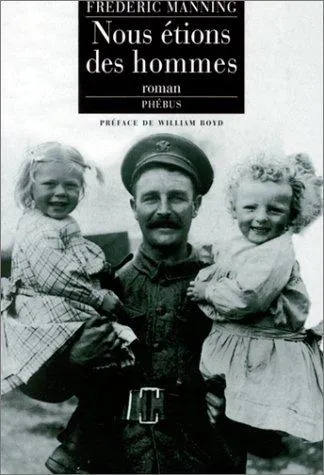 FREDERIC MANNING
Nous étions
des hommes
roman
PHÉBUS
PRÉFACE DE WILLIAM BOYD